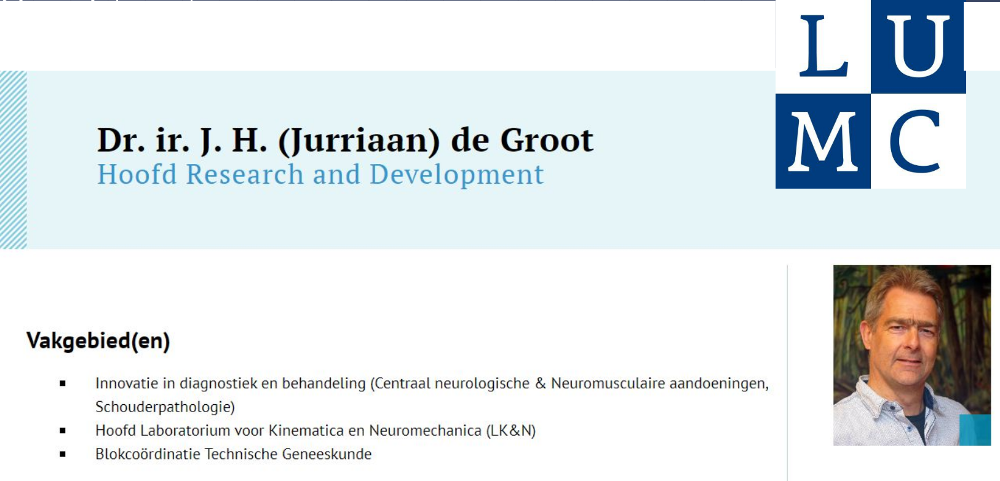 L U
M C
Dr. ir. J. H. (Jurriaan) de Groot
Hoofd Research and Development
Vakgebied(en)
▪ Innovatie in diagnostiek en behandeling (Centraal neurologische & Neuromusculaire aandoeningen,
Schouderpathologie)
▪ Hoofd Laboratorium voor Kinematica en Neuromechanica (LK&N)
▪ Blokcoördinatie Technische Geneeskunde